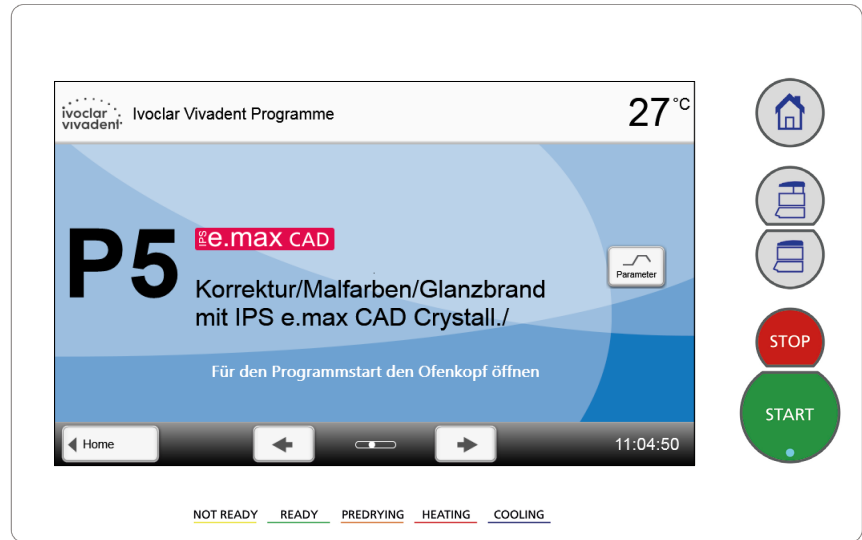 ivoclar
vivadent
Ivoclar Vivadent Programme
27 °C
P5
IPS e.max CAD
Parameter
Korrektur/Malfarben/Glanzbrand
mit IPS e.max CAD Crystall./
Für den Programmstart den Ofenkopf öffnen
Home
11:04:50
STOP
START
NOT READY READY PREDRYING HEATING COOLING